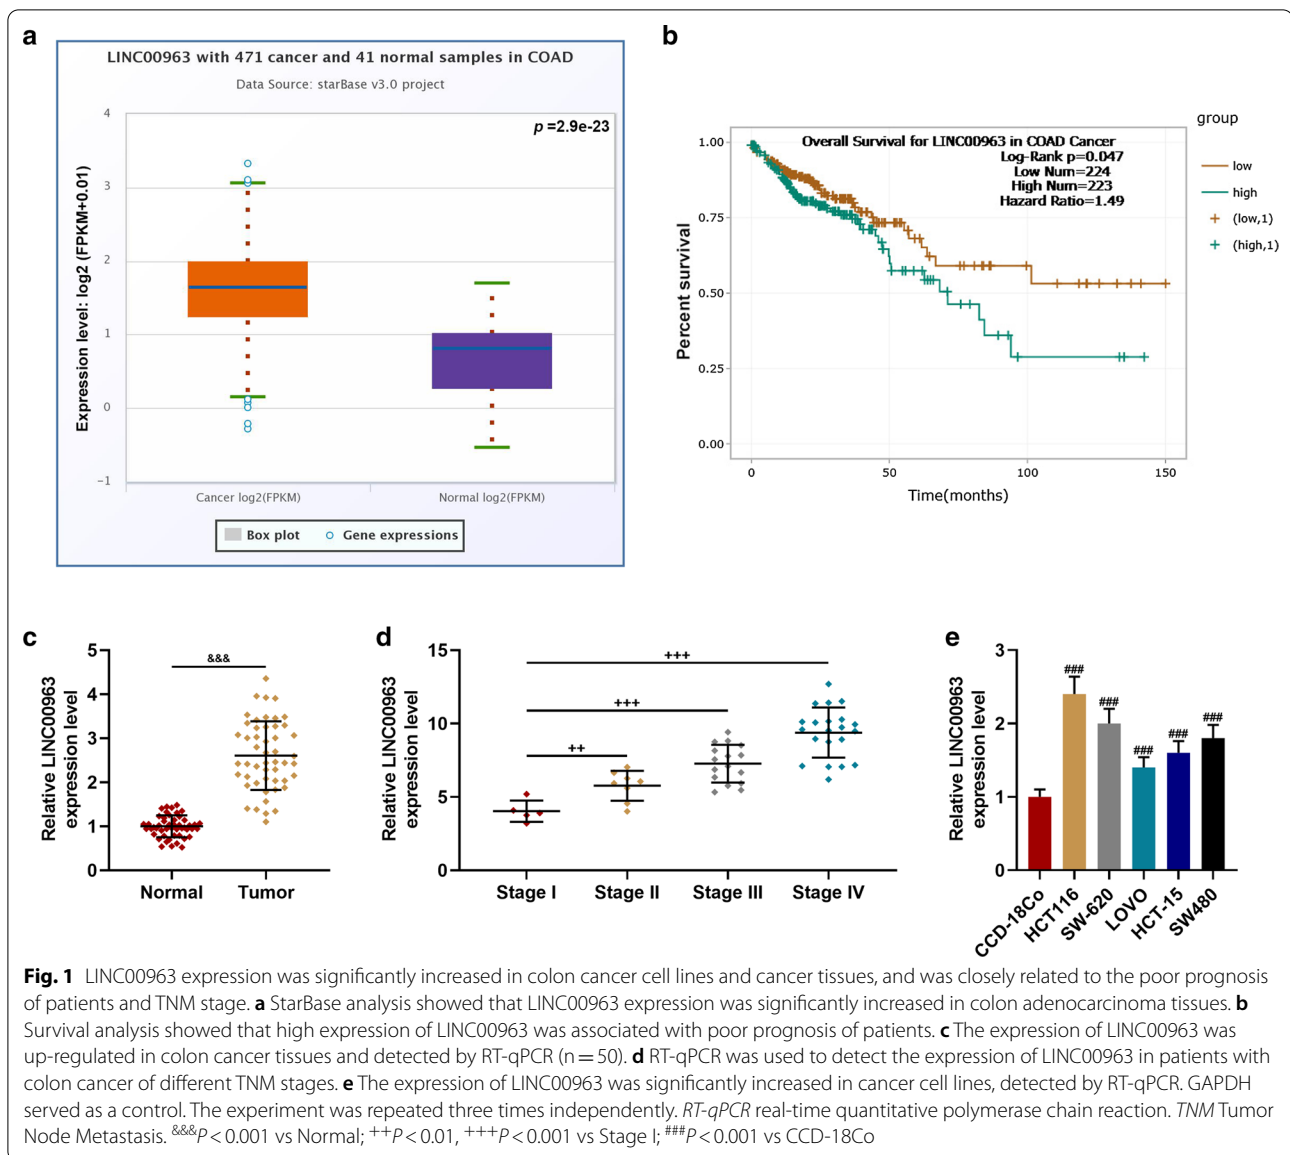 a
LINC00963 with 471 cancer and 41 normal samples in COAD
Data Source: starBase v3.0 project
p =2.9e-23
Expression level: log2 (FPKM+0.01)
4
3
2
1
0
-1
Cancer log2(FPKM)
Normal log2(FPKM)
Box plot
Gene expressions
b
Overall Survival for LINC00963 in COAD Cancer
Log-Rank p=0.047
Low Num=224
High Num=223
Hazard Ratio=1.49
group
low
high
(low,1)
(high,1)
Percent survival
1.00
0.75
0.50
0.25
0.00
0
50
100
150
Time(months)
c
Relative LINC00963
expression level
5
4
3
2
1
0
&&&
Normal
Tumor
d
Relative LINC00963
expression level
15
10
5
0
+++
+++
++
Stage I
Stage II
Stage III
Stage IV
e
Relative LINC00963
expression level
3
2
1
0
###
###
###
###
###
CCD-18Co
HCT116
SW-620
LOVO
HCT-15
SW480
Fig. 1 LINC00963 expression was significantly increased in colon cancer cell lines and cancer tissues, and was closely related to the poor prognosis
of patients and TNM stage. a StarBase analysis showed that LINC00963 expression was significantly increased in colon adenocarcinoma tissues. b
Survival analysis showed that high expression of LINC00963 was associated with poor prognosis of patients. c The expression of LINC00963 was
up-regulated in colon cancer tissues and detected by RT-qPCR (n = 50). d RT-qPCR was used to detect the expression of LINC00963 in patients with
colon cancer of different TNM stages. e The expression of LINC00963 was significantly increased in cancer cell lines, detected by RT-qPCR. GAPDH
served as a control. The experiment was repeated three times independently. RT-qPCR real-time quantitative polymerase chain reaction. TNM Tumor
Node Metastasis. &&&P < 0.001 vs Normal; ++P < 0.01, +++P < 0.001 vs Stage I; ###P < 0.001 vs CCD-18Co